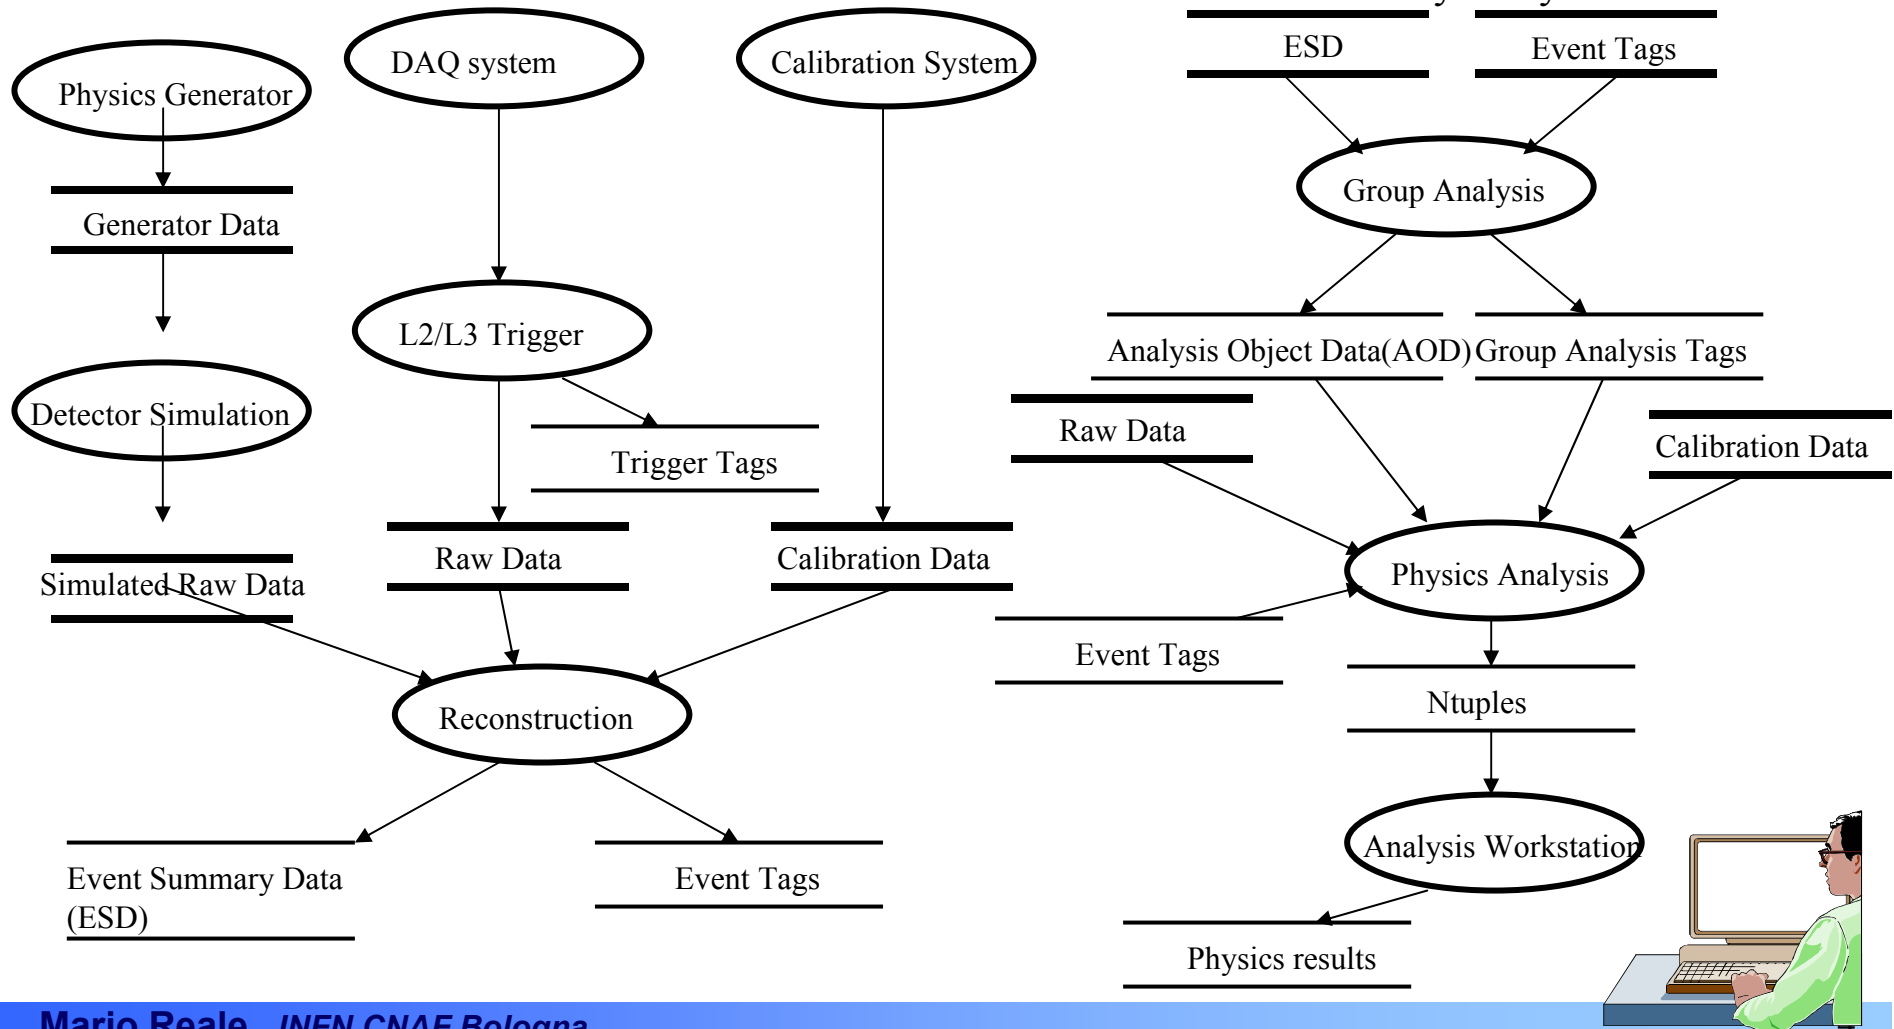 Physics Generator
Generator Data
Detector Simulation
Simulated Raw Data
DAQ system
L2/L3 Trigger
Trigger Tags
Raw Data
Calibration System
Calibration Data
Reconstruction
Event Summary Data
(ESD)
Event Tags
ESD
Event Tags
Group Analysis
Analysis Object Data(AOD)
Group Analysis Tags
Raw Data
Calibration Data
Physics Analysis
Event Tags
Ntuples
Analysis Workstation
Physics results
Mario Reale INFN CNAF Bologna